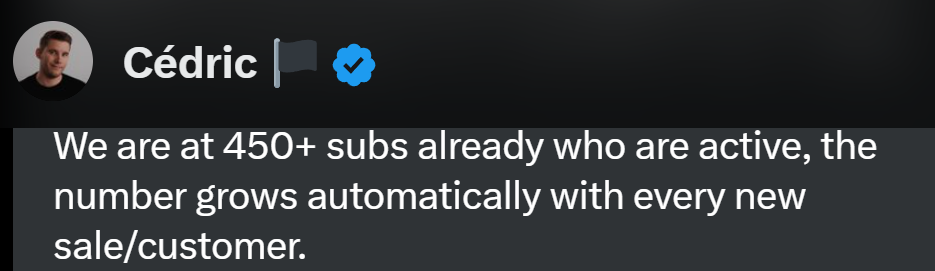 Cédric 🏴
We are at 450+ subs already who are active, the
number grows automatically with every new
sale/customer.